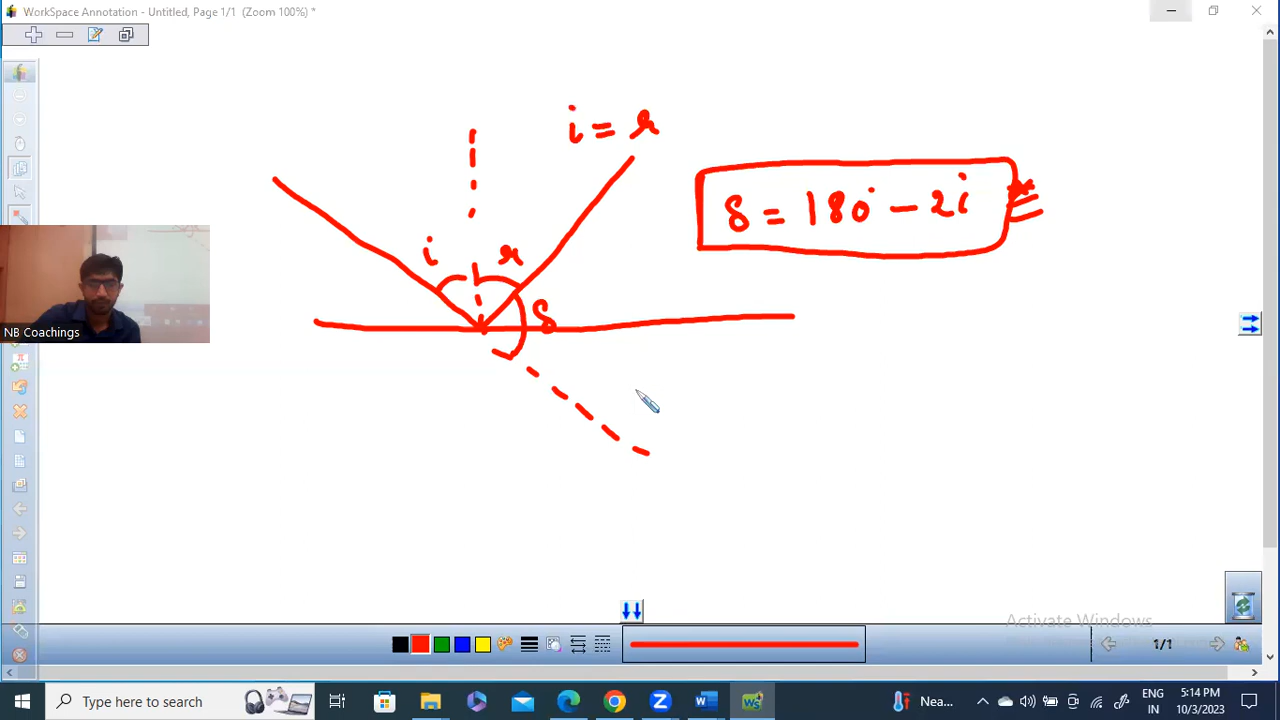 WorkSpace Annotation - Untitled, Page 1/1 (Zoom 100%) *
i = r
δ = 180° - 2i
i
r
δ
NB Coachings
Activate Windows
1/1
Type here to search
Nea...
ENG
IN
5:14 PM
10/3/2023